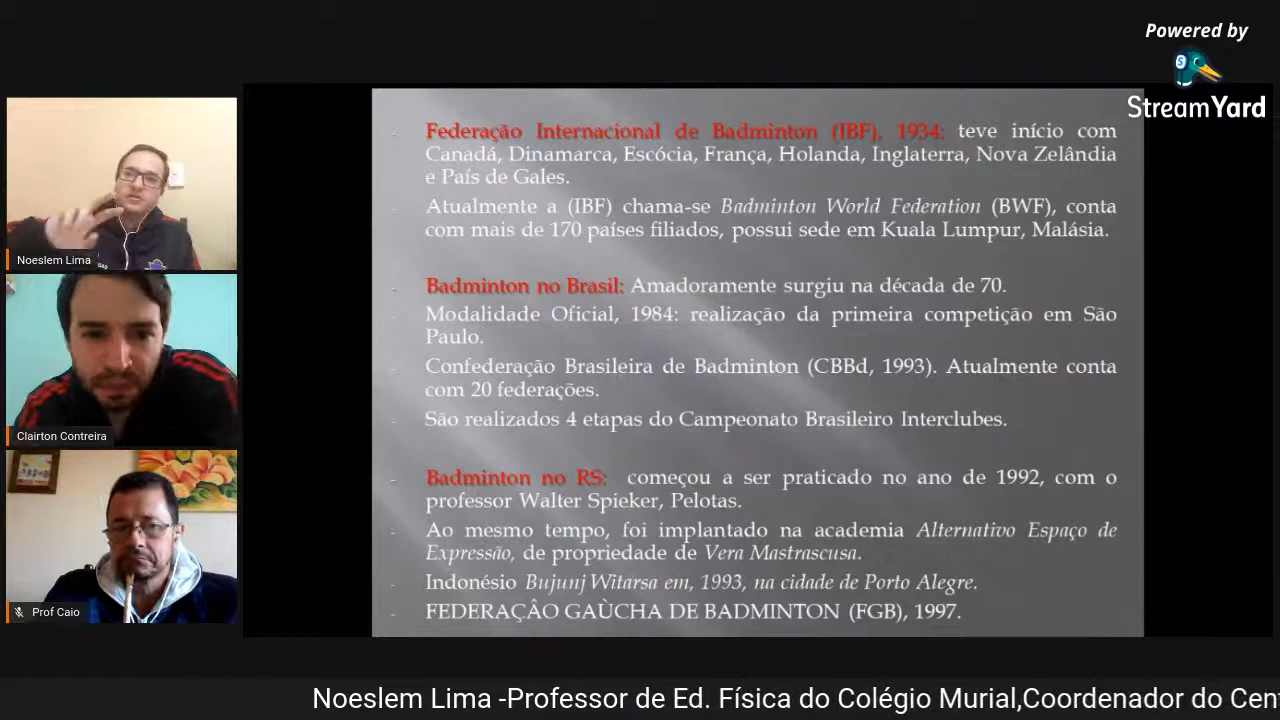 Powered by
StreamYard
Noeslem Lima
Clairton Contreira
Prof Caio
- Federação Internacional de Badminton (IBF), 1934: teve início com
Canadá, Dinamarca, Escócia, França, Holanda, Inglaterra, Nova Zelândia
e País de Gales.
- Atualmente a (IBF) chama-se Badminton World Federation (BWF), conta
com mais de 170 países filiados, possui sede em Kuala Lumpur, Malásia.
- Badminton no Brasil: Amadoramente surgiu na década de 70.
- Modalidade Oficial, 1984: realização da primeira competição em São
Paulo.
- Confederação Brasileira de Badminton (CBBd, 1993). Atualmente conta
com 20 federações.
- São realizados 4 etapas do Campeonato Brasileiro Interclubes.
- Badminton no RS: começou a ser praticado no ano de 1992, com o
professor Walter Spieker, Pelotas.
- Ao mesmo tempo, foi implantado na academia Alternativo Espaço de
Expressão, de propriedade de Vera Mastrascusa.
- Indonésio Bujunj Witarsa em, 1993, na cidade de Porto Alegre.
- FEDERAÇÂO GAÙCHA DE BADMINTON (FGB), 1997.
Noeslem Lima -Professor de Ed. Física do Colégio Murial,Coordenador do Cen